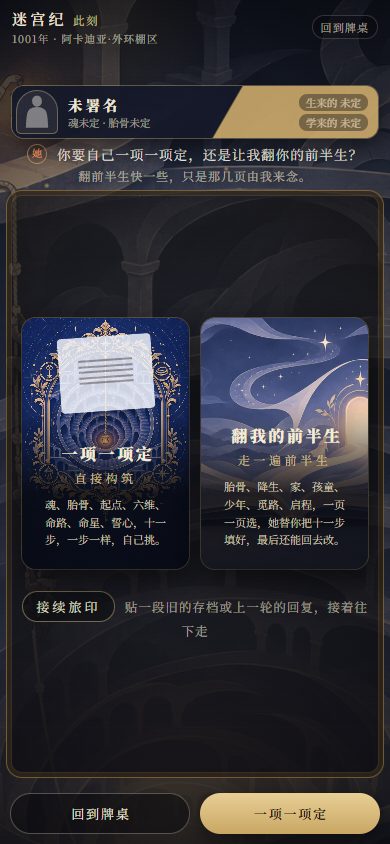 迷宫纪 此刻
1001年 · 阿卡迪亚·外环棚区
回到牌桌
未署名
魂未定 · 胎骨未定
生来的 未定
学来的 未定
她
你要自己一项一项定，还是让我翻你的前半生？
翻前半生快一些，只是那几页由我来念。
一项一项定
直接构筑
魂、胎骨、起点、六维、
命路、命星、誓心，十一
步，一步一样，自己挑。
翻我的前半生
走一遍前半生
胎骨、降生、家、孩童、
少年、觅路、启程，一页
一页选，她替你把十一步
填好，最后还能回去改。
接续旅印
贴一段旧的存档或上一轮的回复，接着往
下走
回到牌桌
一项一项定